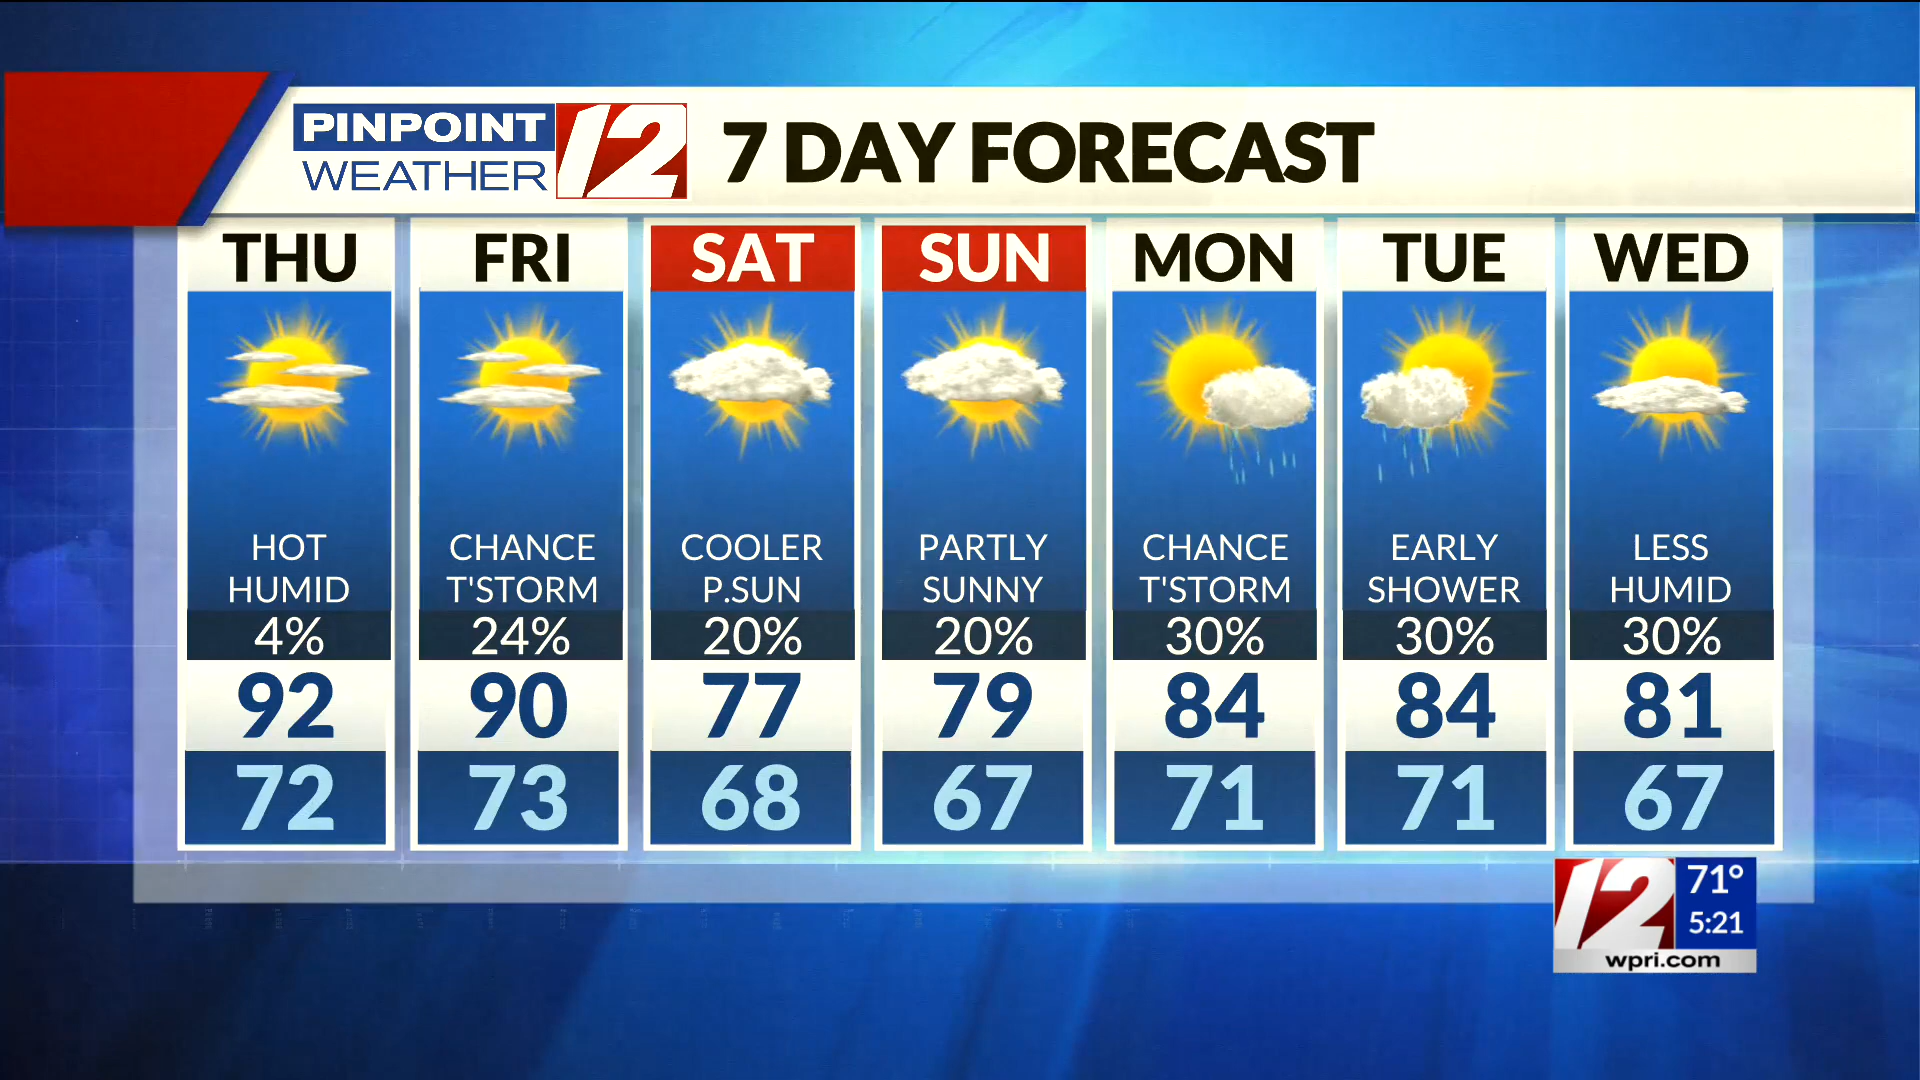 PINPOINT
WEATHER 12
7 DAY FORECAST
THU FRI SAT SUN MON TUE WED
HOT CHANCE COOLER PARTLY CHANCE EARLY LESS
HUMID T'STORM P.SUN SUNNY T'STORM SHOWER HUMID
4% 24% 20% 20% 30% 30% 30%
92 90 77 79 84 84 81
72 73 68 67 71 71 67
12
71°
5:21
wpri.com